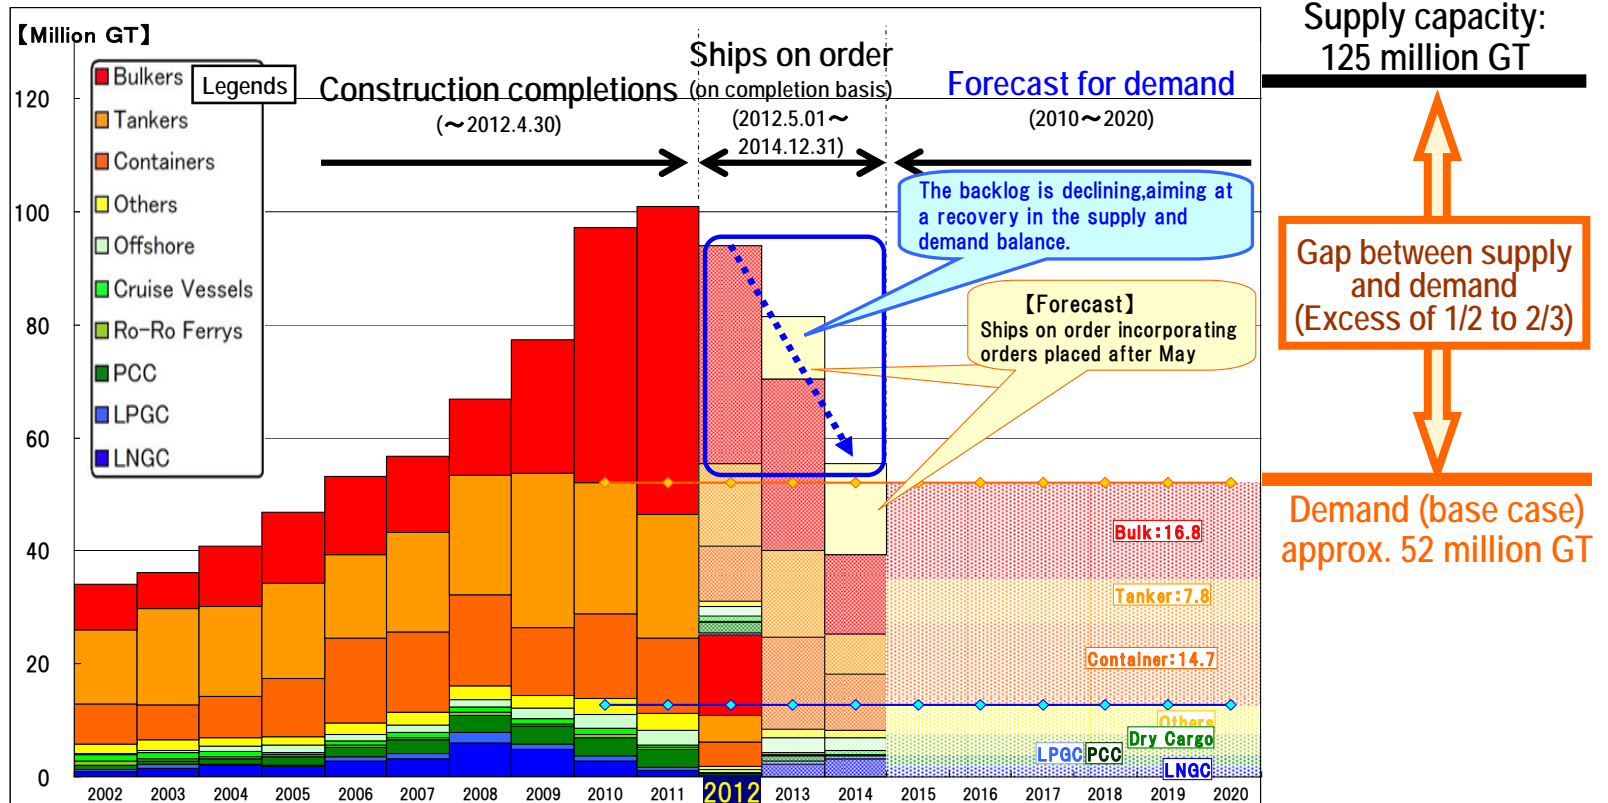 【Million GT】
Bulkers
Tankers
Containers
Others
Offshore
Cruise Vessels
Ro-Ro Ferrys
PCC
LPGC
LNGC
Legends
Construction completions
(～2012.4.30)
Ships on order
(on completion basis)
(2012.5.01～
2014.12.31)
Forecast for demand
(2010～2020)
Supply capacity:
125 million GT
The backlog is declining,aiming at
a recovery in the supply and
demand balance.
【Forecast】
Ships on order incorporating
orders placed after May
Gap between supply
and demand
(Excess of 1/2 to 2/3)
Demand (base case)
approx. 52 million GT
Bulk:16.8
Tanker:7.8
Container:14.7
Others
Dry Cargo
LPGC PCC
LNGC
120
100
80
60
40
20
0
2002 2003 2004 2005 2006 2007 2008 2009 2010 2011 2012 2013 2014 2015 2016 2017 2018 2019 2020